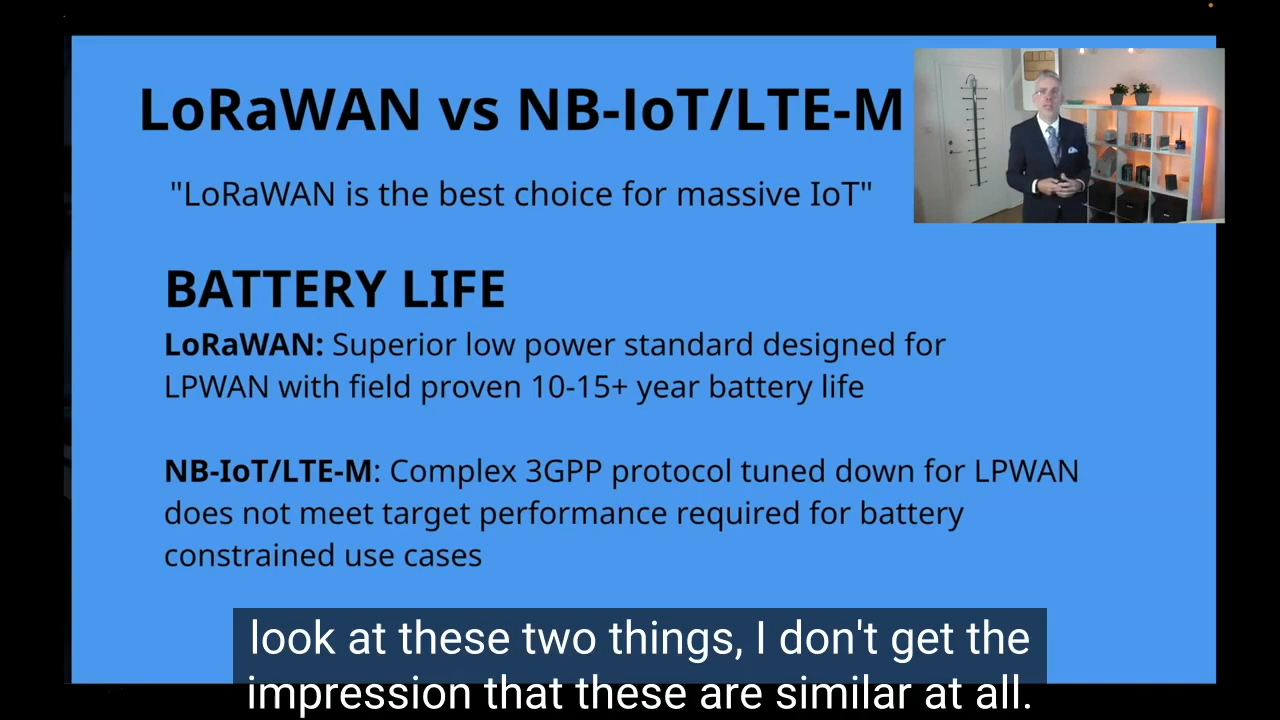 LoRaWAN vs NB-IoT/LTE-M
"LoRaWAN is the best choice for massive IoT"
BATTERY LIFE
LoRaWAN: Superior low power standard designed for
LPWAN with field proven 10-15+ year battery life
NB-IoT/LTE-M: Complex 3GPP protocol tuned down for LPWAN
does not meet target performance required for battery
constrained use cases
look at these two things, I don't get the
impression that these are similar at all.